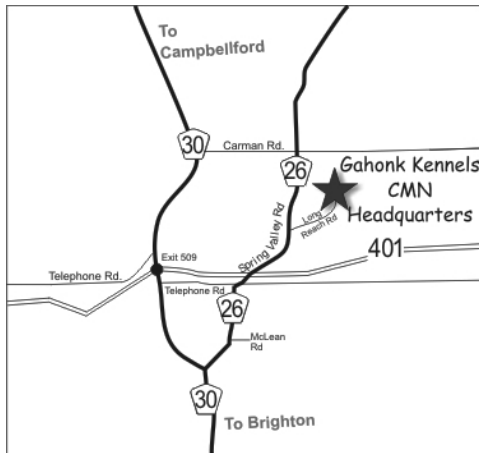 To
Campbellford
30
Carman Rd.
26
Gahonk Kennels
CMN
Headquarters
Long
Reach Rd
Spring Valley Rd
401
Exit 509
Telephone Rd.
Telephone Rd
26
McLean
Rd
30
To Brighton